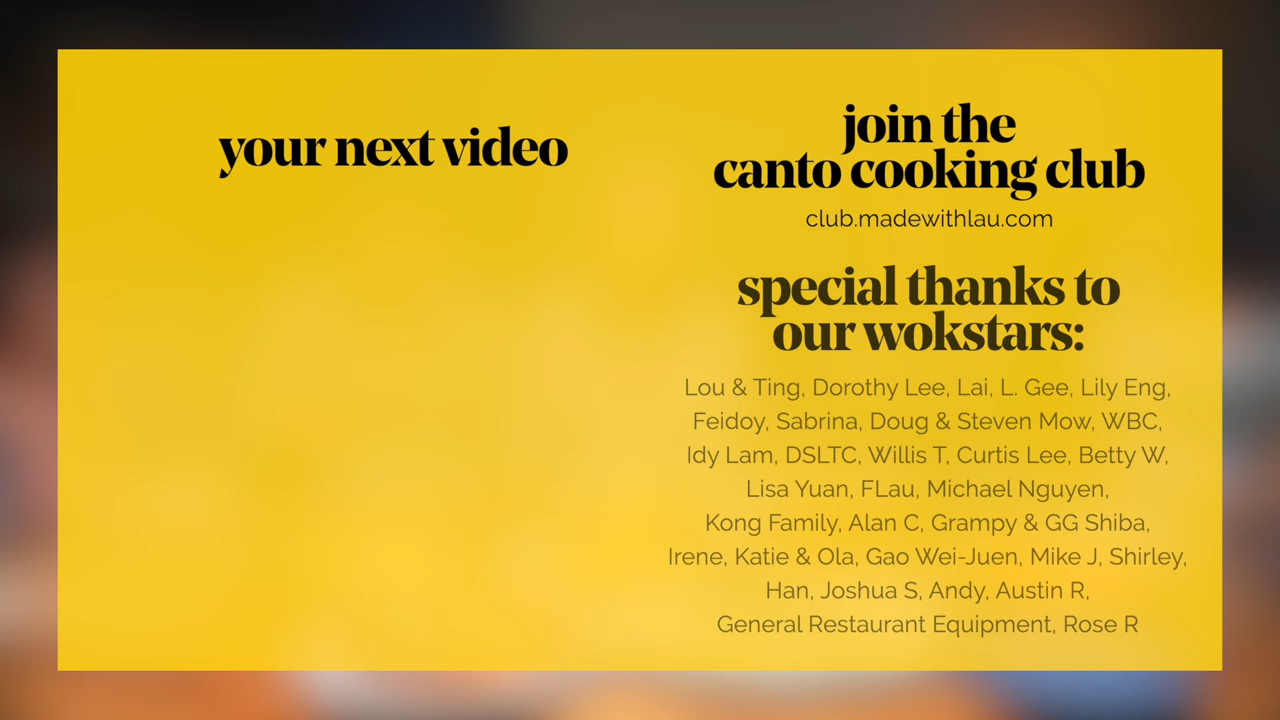 your next video
join the
canto cooking club
club.madewithlau.com
special thanks to
our wokstars:
Lou & Ting, Dorothy Lee, Lai, L. Gee, Lily Eng,
Feidoy, Sabrina, Doug & Steven Mow, WBC,
Idy Lam, DSLTC, Willis T, Curtis Lee, Betty W,
Lisa Yuan, FLau, Michael Nguyen,
Kong Family, Alan C, Grampy & GG Shiba,
Irene, Katie & Ola, Gao Wei-Juen, Mike J, Shirley,
Han, Joshua S, Andy, Austin R,
General Restaurant Equipment, Rose R